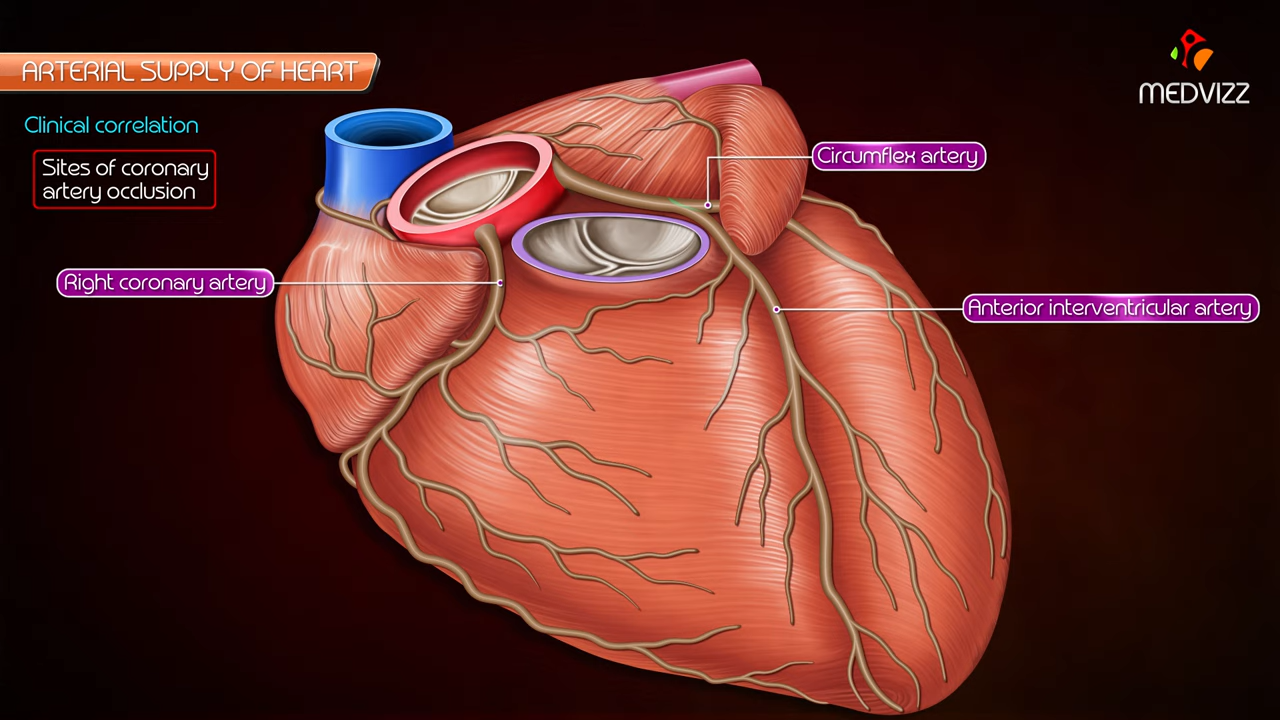 ARTERIAL SUPPLY OF HEART
MEDVIZZ
Clinical correlation
Sites of coronary
artery occlusion
Circumflex artery
Right coronary artery
Anterior interventricular artery